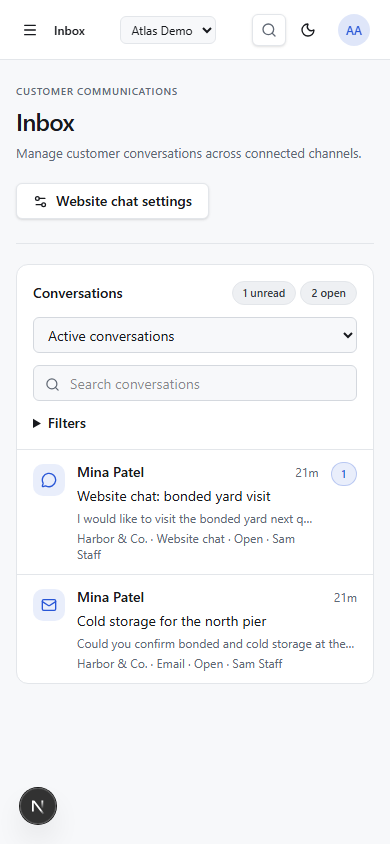 Inbox
Atlas Demo
AA
CUSTOMER COMMUNICATIONS
Inbox
Manage customer conversations across connected channels.
Website chat settings
Conversations
1 unread
2 open
Active conversations
Search conversations
Filters
Mina Patel
21m
1
Website chat: bonded yard visit
I would like to visit the bonded yard next q...
Harbor & Co. · Website chat · Open · Sam
Staff
Mina Patel
21m
Cold storage for the north pier
Could you confirm bonded and cold storage at the...
Harbor & Co. · Email · Open · Sam Staff
N